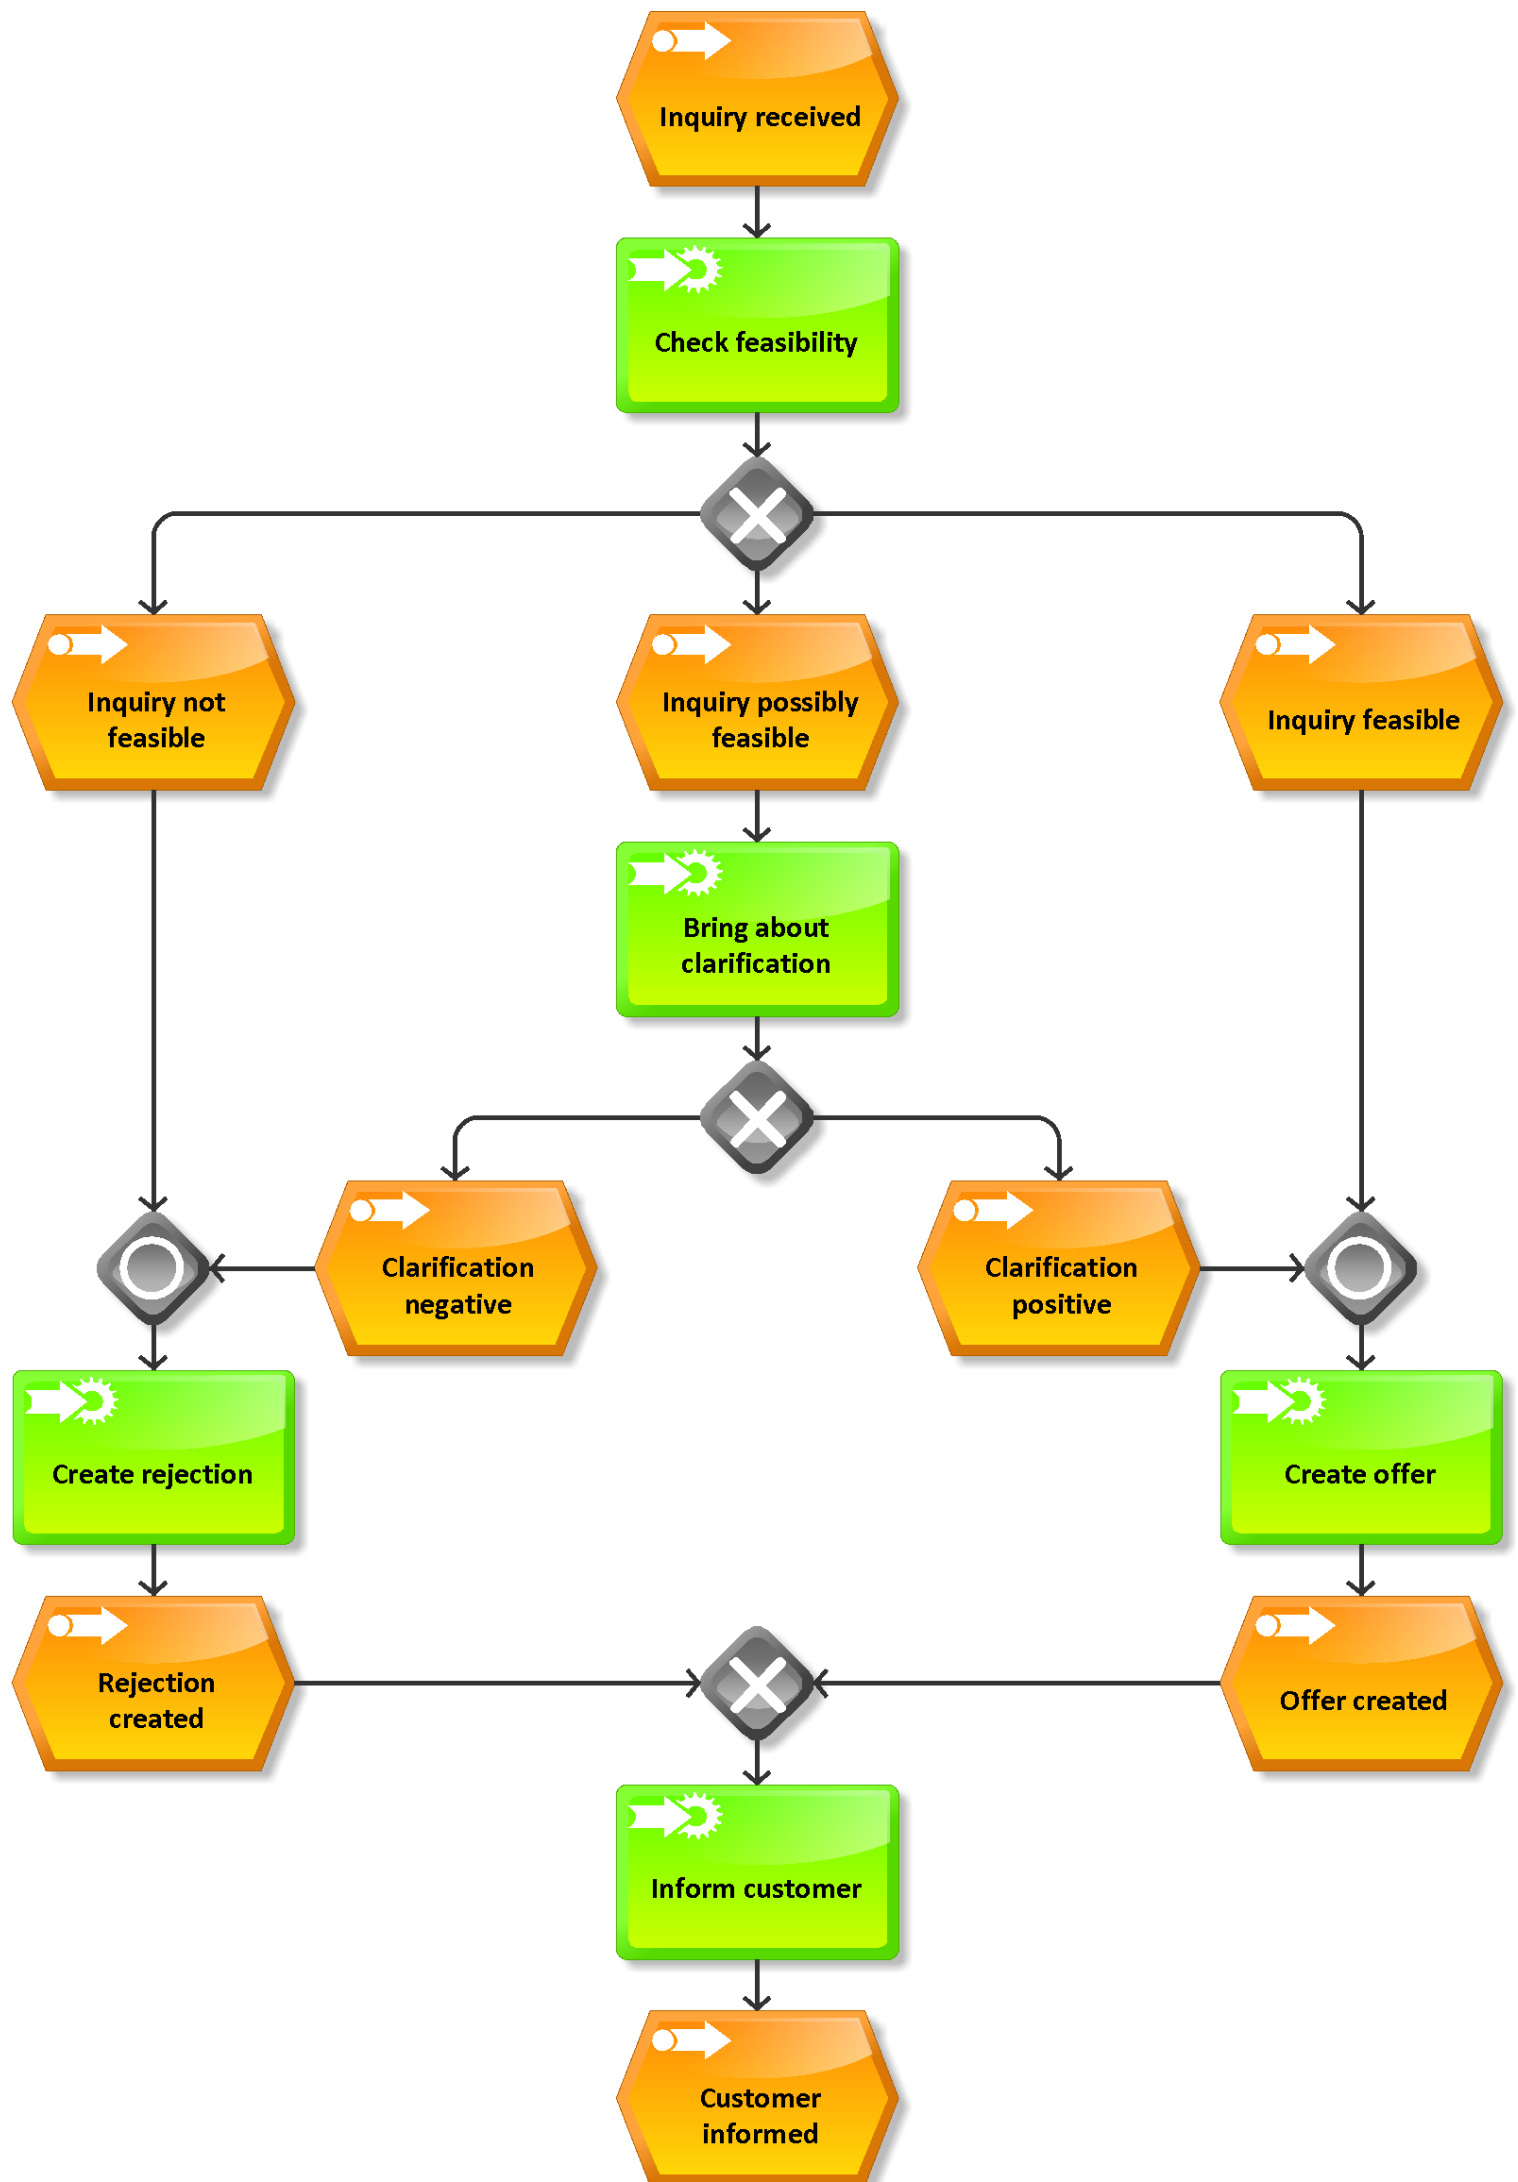 Inquiry received
Check feasibility
Inquiry not
feasible
Inquiry possibly
feasible
Inquiry feasible
Bring about
clarification
Clarification
negative
Clarification
positive
Create rejection
Create offer
Rejection
created
Offer created
Inform customer
Customer
informed